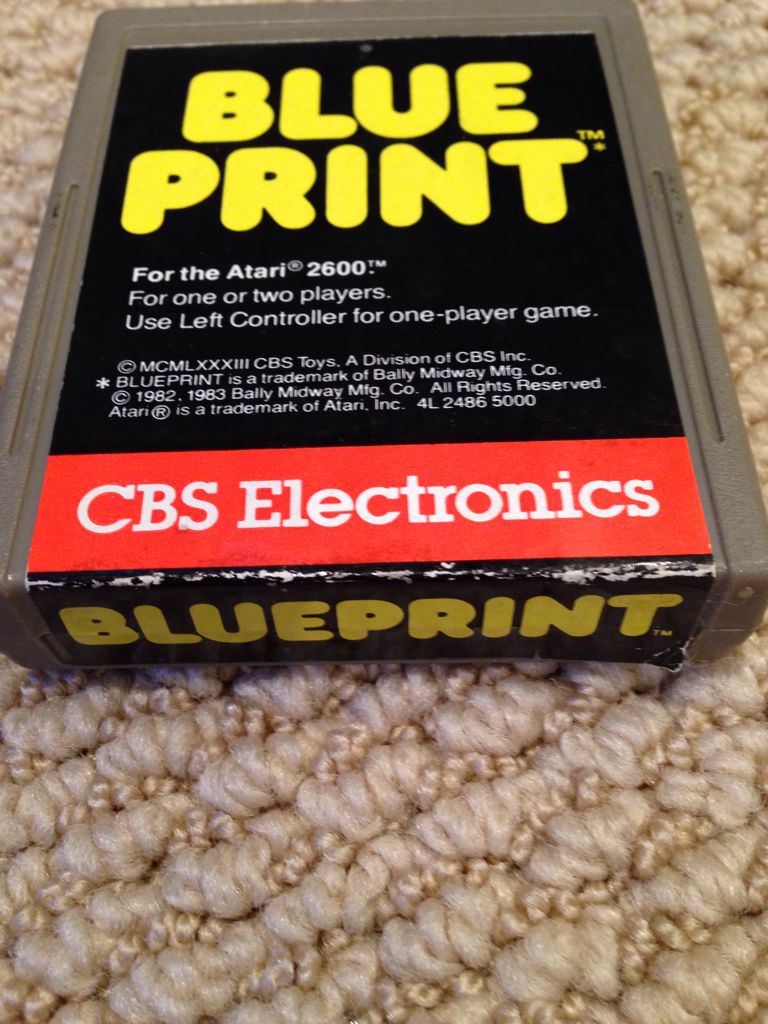 BLUE
PRINT™*
For the Atari® 2600.™
For one or two players.
Use Left Controller for one-player game.
© MCMLXXXIII CBS Toys, A Division of CBS Inc.
* BLUEPRINT is a trademark of Bally Midway Mfg. Co.
© 1982, 1983 Bally Midway Mfg. Co. All Rights Reserved.
Atari® is a trademark of Atari, Inc. 4L 2486 5000
CBS Electronics
BLUEPRINT™